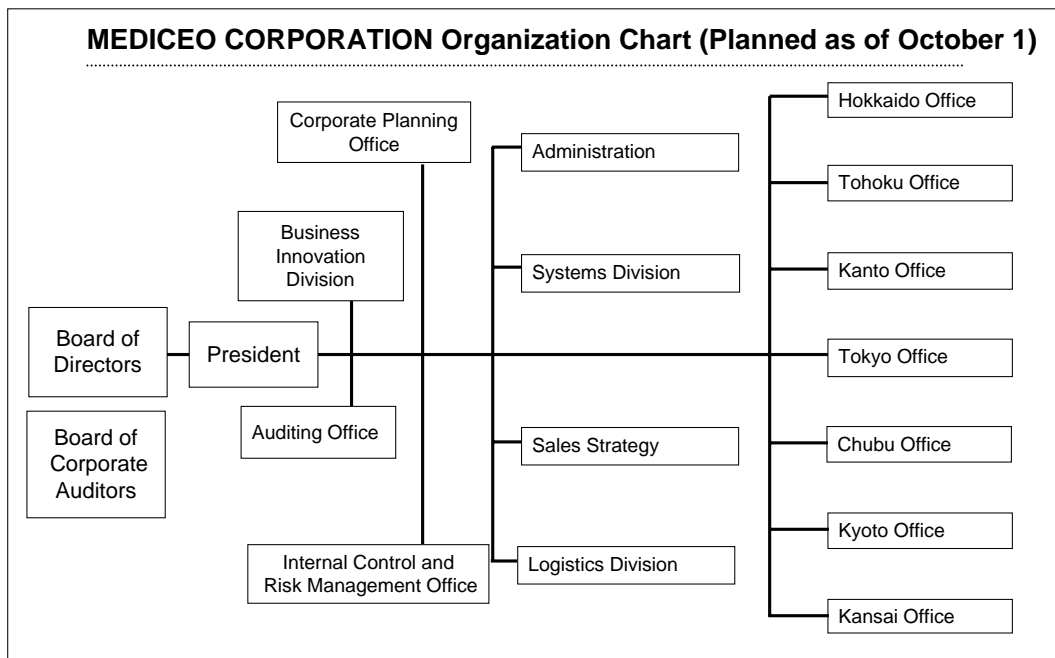 MEDICEO CORPORATION Organization Chart (Planned as of October 1)
Board of
Directors
Board of
Corporate
Auditors
President
Business
Innovation
Division
Auditing Office
Corporate Planning
Office
Internal Control and
Risk Management Office
Administration
Systems Division
Sales Strategy
Logistics Division
Hokkaido Office
Tohoku Office
Kanto Office
Tokyo Office
Chubu Office
Kyoto Office
Kansai Office